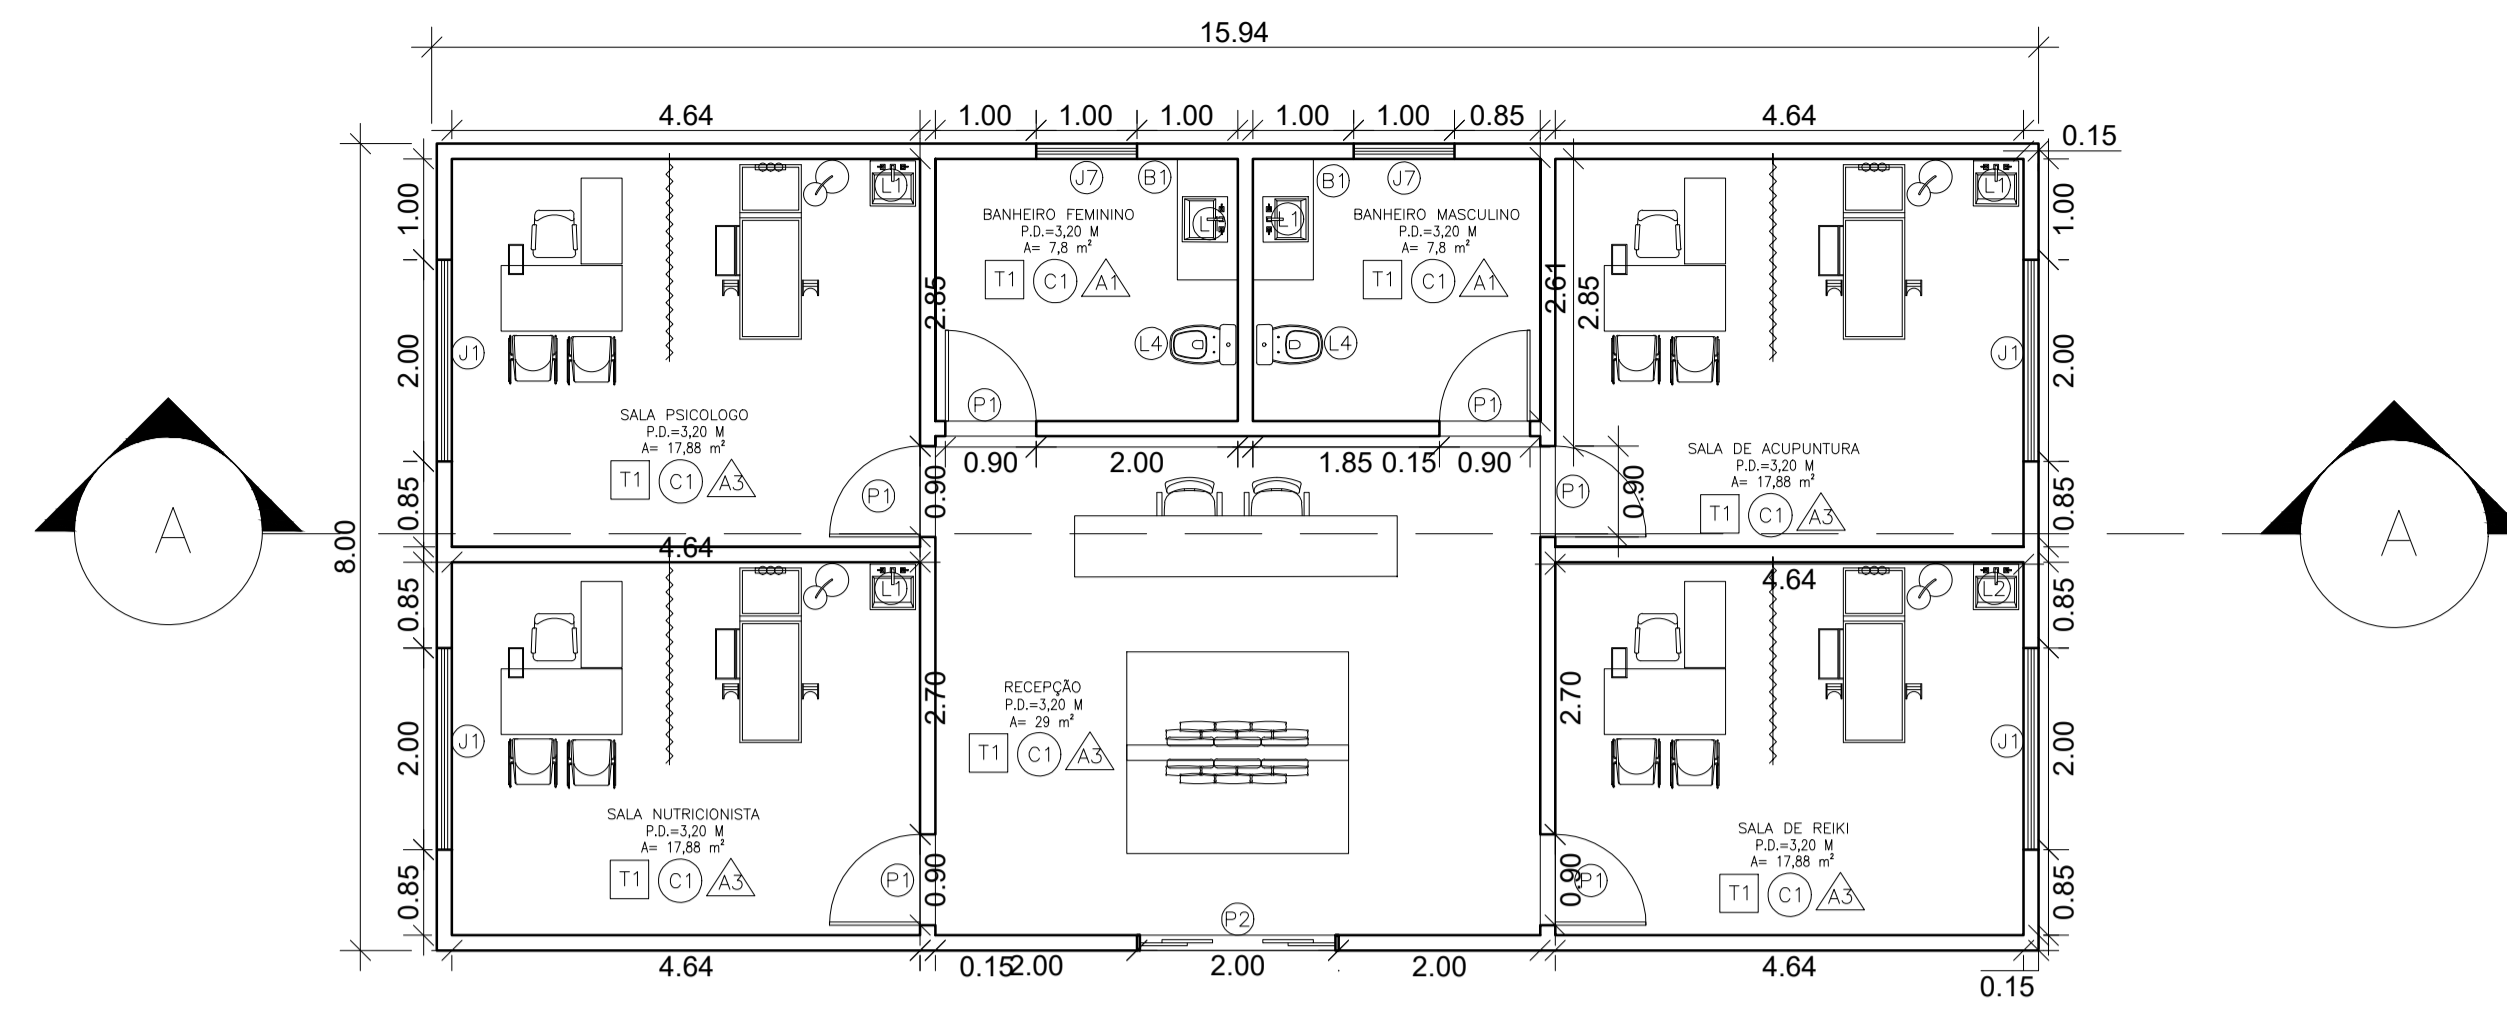 15.94
4.64
1.00
1.00
1.00
1.00
1.00
0.85
4.64
0.15
8.00
1.00
2.00
0.85
0.85
2.00
0.85
A
J1
SALA PSICOLOGO
P.D.=3,20 M
A= 17,88 m²
T1 C1 A3
L1
P1
4.64
2.85
0.90
BANHEIRO FEMININO
P.D.=3,20 M
A= 7,8 m²
T1 C1 A1
J7
B1
L4
P1
BANHEIRO MASCULINO
P.D.=3,20 M
A= 7,8 m²
T1 C1 A1
B1
J7
L1
L4
P1
0.90
2.00
1.85
0.15
0.90
2.61
2.85
0.90
SALA DE ACUPUNTURA
P.D.=3,20 M
A= 17,88 m²
T1 C1 A3
L1
J1
P1
1.00
2.00
0.85
0.85
2.00
0.85
A
J1
L1
SALA NUTRICIONISTA
P.D.=3,20 M
A= 17,88 m²
T1 C1 A3
P1
2.70
0.90
RECEPÇÃO
P.D.=3,20 M
A= 29 m²
T1 C1 A3
P2
2.70
0.90
4.64
L2
J1
SALA DE REIKI
P.D.=3,20 M
A= 17,88 m²
T1 C1 A3
P1
4.64
0.15
2.00
2.00
2.00
4.64
0.15